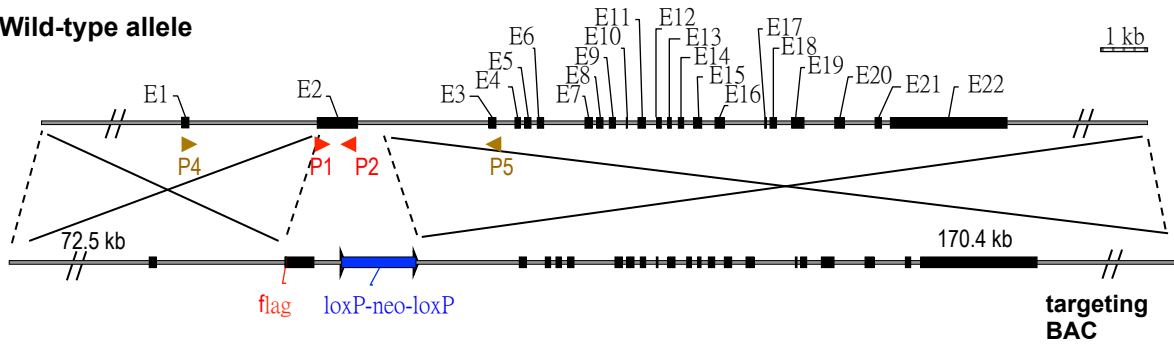 Wild-type allele
E1
E2
E3
E4
E5
E6
E7
E8
E9
E10
E11
E12
E13
E14
E15
E16
E17
E18
E19
E20
E21
E22
1 kb
P4
P1
P2
P5
72.5 kb
170.4 kb
flag
loxP-neo-loxP
targeting
BAC